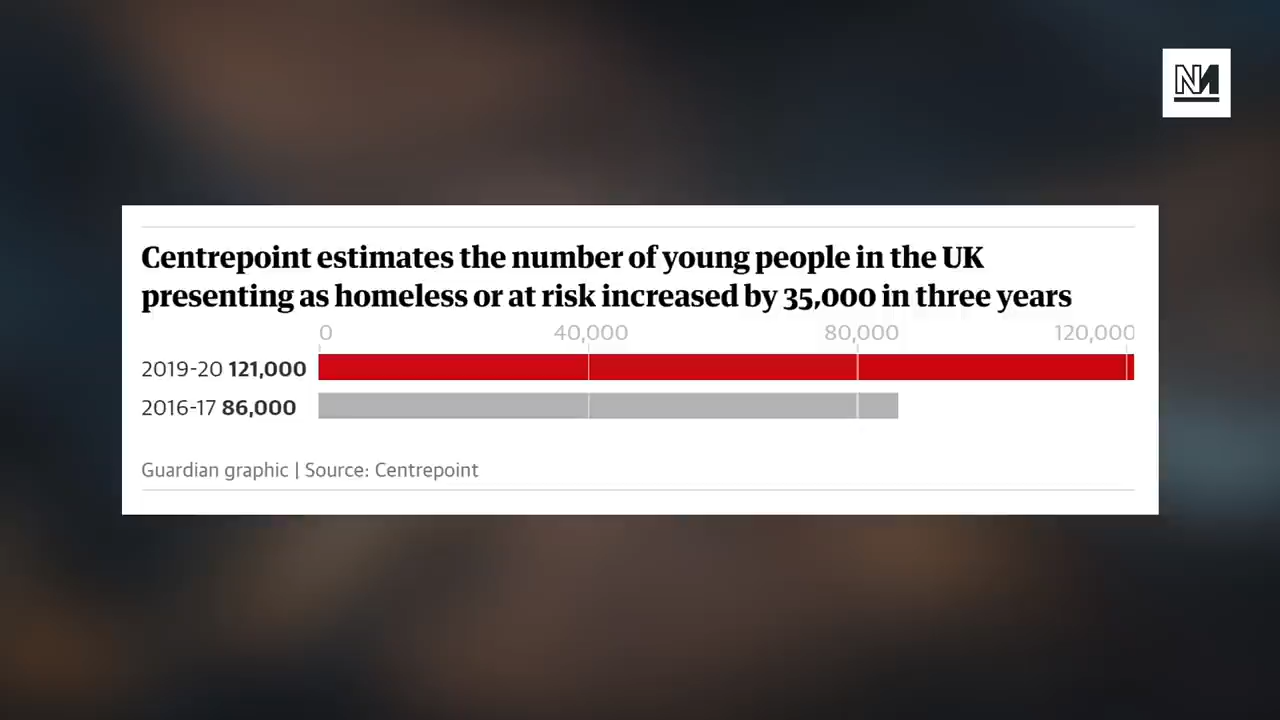 NM
Centrepoint estimates the number of young people in the UK
presenting as homeless or at risk increased by 35,000 in three years
0 40,000 80,000 120,000
2019-20 121,000
2016-17 86,000
Guardian graphic | Source: Centrepoint